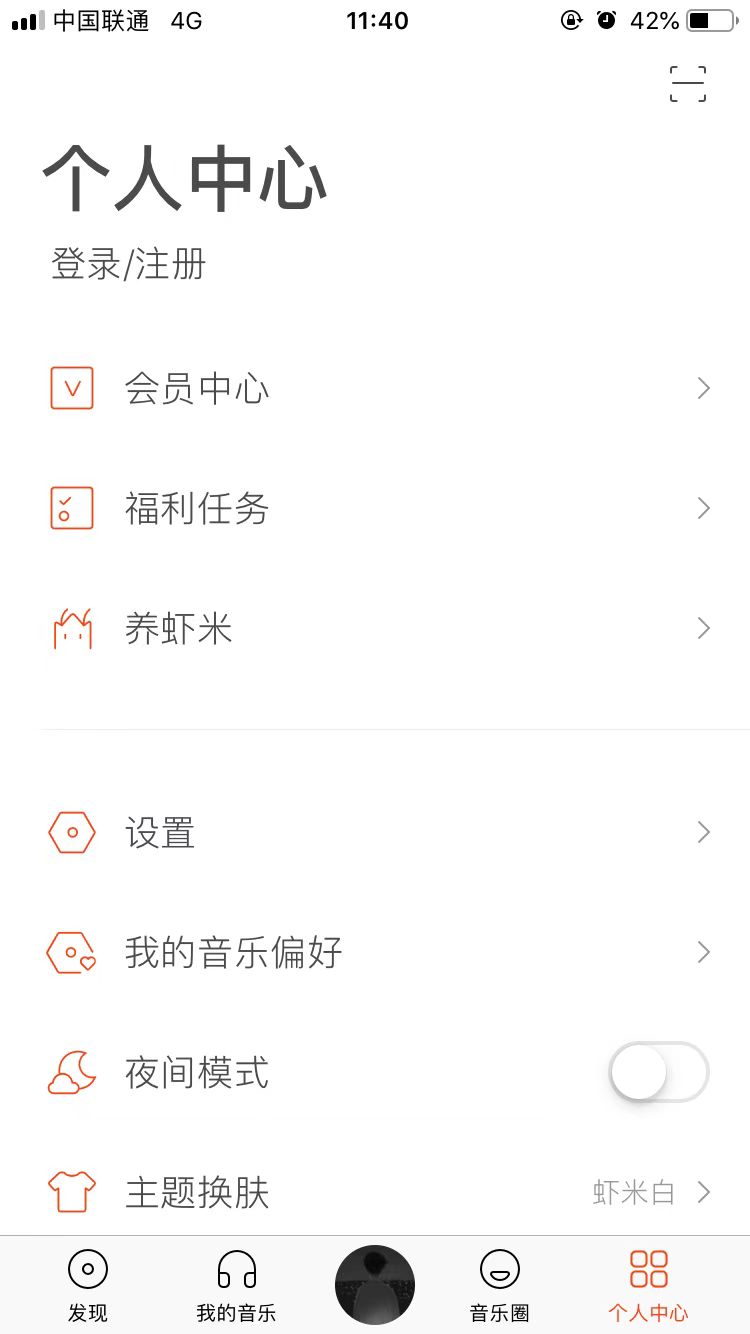 中国联通 4G 11:40 42%
个人中心
登录/注册
会员中心
福利任务
养虾米
设置
我的音乐偏好
夜间模式
主题换肤 虾米白
发现 我的音乐 音乐圈 个人中心